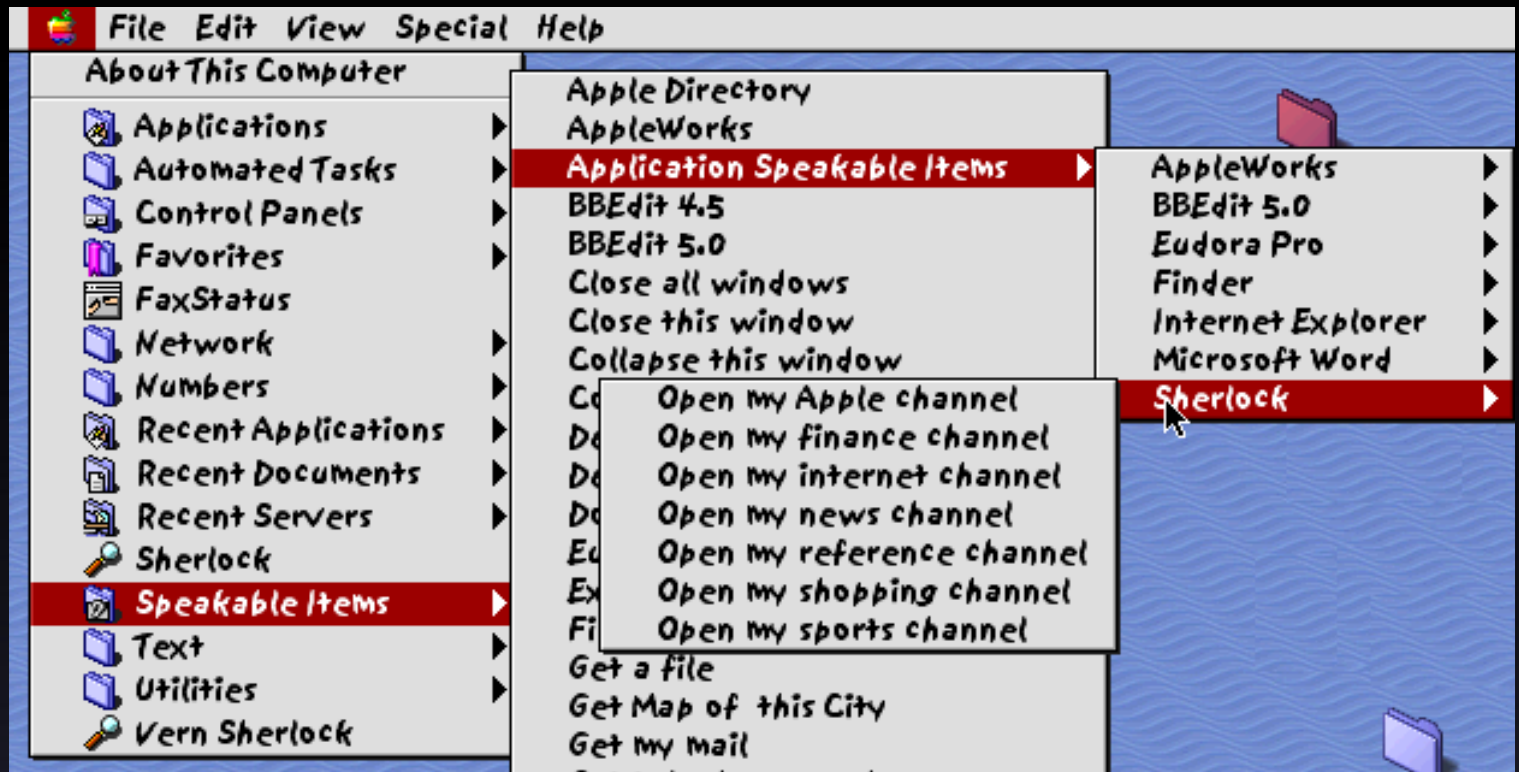 File Edit View Special Help
About This Computer
Applications
Automated Tasks
Control Panels
Favorites
FaxStatus
Network
Numbers
Recent Applications
Recent Documents
Recent Servers
Sherlock
Speakable Items
Text
Utilities
Vern Sherlock
Apple Directory
AppleWorks
Application Speakable Items
BBEdit 4.5
BBEdit 5.0
Close all windows
Close this window
Collapse this window
Get a file
Get Map of this City
Get my mail
AppleWorks
BBEdit 5.0
Eudora Pro
Finder
Internet Explorer
Microsoft Word
Sherlock
Open my Apple channel
Open my finance channel
Open my internet channel
Open my news channel
Open my reference channel
Open my shopping channel
Open my sports channel